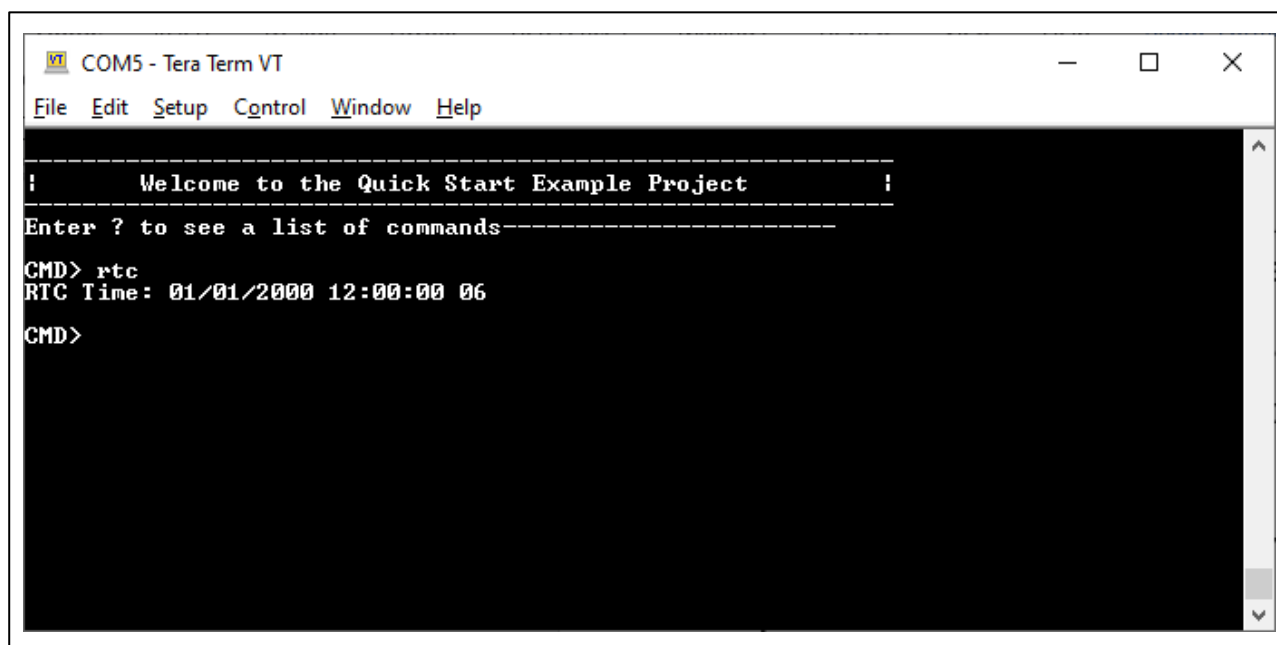 COM5 - Tera Term VT
File Edit Setup Control Window Help
------------------------------------------------------------
¦       Welcome to the Quick Start Example Project         ¦
------------------------------------------------------------
Enter ? to see a list of commands-----------------------
CMD> rtc
RTC Time: 01/01/2000 12:00:00 06
CMD>